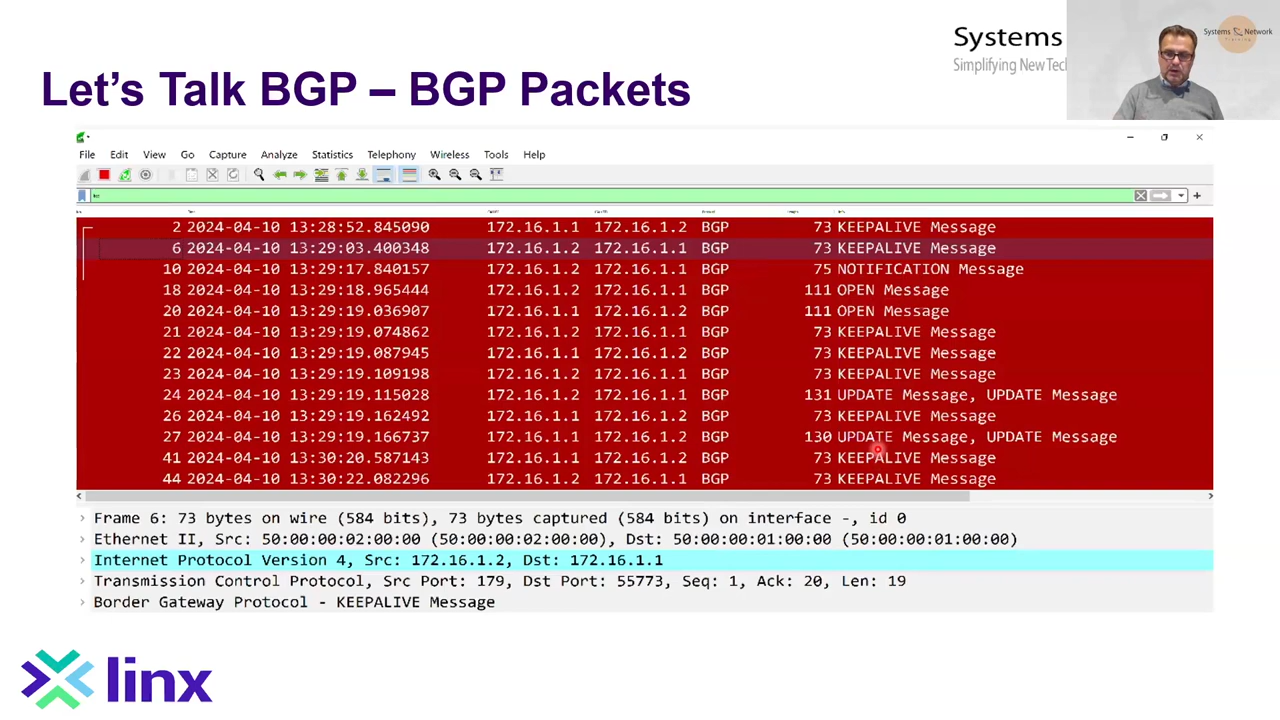 Systems
Simplifying New Tec
Systems & Network
Training
Let's Talk BGP – BGP Packets
File Edit View Go Capture Analyze Statistics Telephony Wireless Tools Help
2 2024-04-10 13:28:52.845090 172.16.1.1 172.16.1.2 BGP 73 KEEPALIVE Message
6 2024-04-10 13:29:03.400348 172.16.1.2 172.16.1.1 BGP 73 KEEPALIVE Message
10 2024-04-10 13:29:17.840157 172.16.1.2 172.16.1.1 BGP 75 NOTIFICATION Message
18 2024-04-10 13:29:18.965444 172.16.1.2 172.16.1.1 BGP 111 OPEN Message
20 2024-04-10 13:29:19.036907 172.16.1.1 172.16.1.2 BGP 111 OPEN Message
21 2024-04-10 13:29:19.074862 172.16.1.2 172.16.1.1 BGP 73 KEEPALIVE Message
22 2024-04-10 13:29:19.087945 172.16.1.1 172.16.1.2 BGP 73 KEEPALIVE Message
23 2024-04-10 13:29:19.109198 172.16.1.2 172.16.1.1 BGP 73 KEEPALIVE Message
24 2024-04-10 13:29:19.115028 172.16.1.2 172.16.1.1 BGP 131 UPDATE Message, UPDATE Message
26 2024-04-10 13:29:19.162492 172.16.1.1 172.16.1.2 BGP 73 KEEPALIVE Message
27 2024-04-10 13:29:19.166737 172.16.1.1 172.16.1.2 BGP 130 UPDATE Message, UPDATE Message
41 2024-04-10 13:30:20.587143 172.16.1.1 172.16.1.2 BGP 73 KEEPALIVE Message
44 2024-04-10 13:30:22.082296 172.16.1.2 172.16.1.1 BGP 73 KEEPALIVE Message
Frame 6: 73 bytes on wire (584 bits), 73 bytes captured (584 bits) on interface -, id 0
Ethernet II, Src: 50:00:00:02:00:00 (50:00:00:02:00:00), Dst: 50:00:00:01:00:00 (50:00:00:01:00:00)
Internet Protocol Version 4, Src: 172.16.1.2, Dst: 172.16.1.1
Transmission Control Protocol, Src Port: 179, Dst Port: 55773, Seq: 1, Ack: 20, Len: 19
Border Gateway Protocol - KEEPALIVE Message
linx